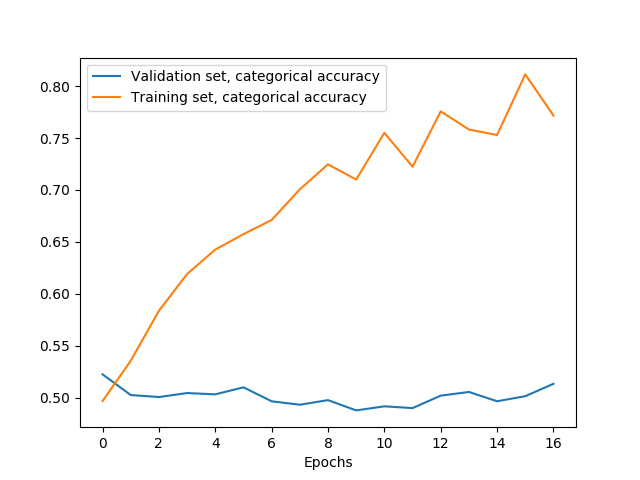 Validation set, categorical accuracy
Training set, categorical accuracy
0.80
0.75
0.70
0.65
0.60
0.55
0.50
0 2 4 6 8 10 12 14 16
Epochs